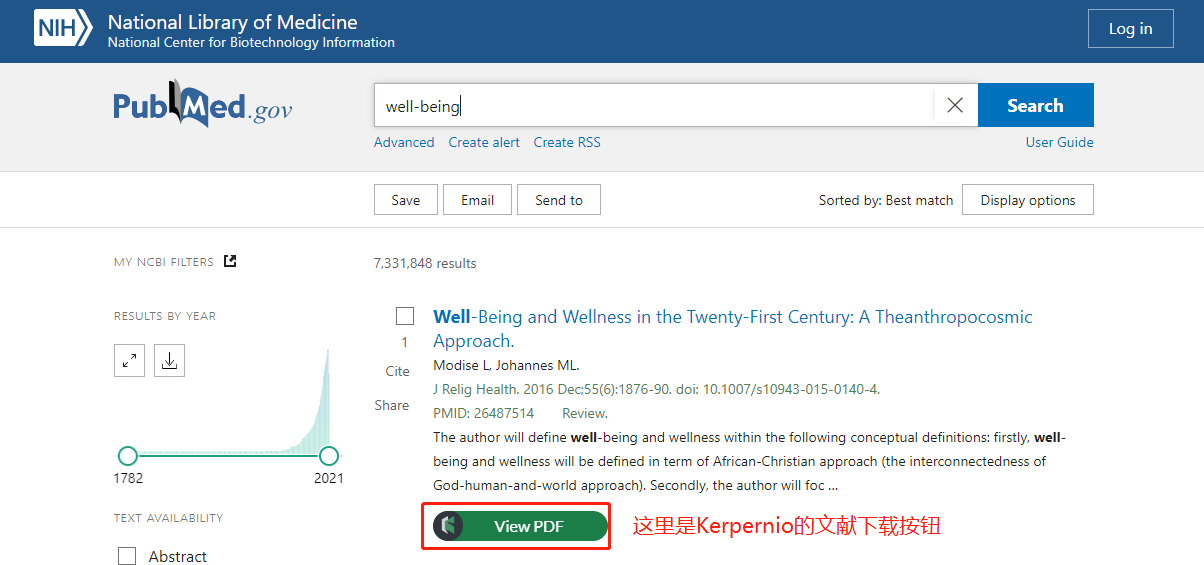 NIH
National Library of Medicine
National Center for Biotechnology Information
Log in
PubMed.gov
well-being
Search
Advanced Create alert Create RSS
User Guide
Save Email Send to
Sorted by: Best match Display options
MY NCBI FILTERS
7,331,848 results
RESULTS BY YEAR
1782 2021
TEXT AVAILABILITY
Abstract
1
Cite
Share
Well-Being and Wellness in the Twenty-First Century: A Theanthropocosmic
Approach.
Modise L, Johannes ML.
J Relig Health. 2016 Dec;55(6):1876-90. doi: 10.1007/s10943-015-0140-4.
PMID: 26487514 Review.
The author will define well-being and wellness within the following conceptual definitions: firstly, well-
being and wellness will be defined in term of African-Christian approach (the interconnectedness of
God-human-and-world approach). Secondly, the author will foc ...
View PDF
这里是Kerpernio的文献下载按钮